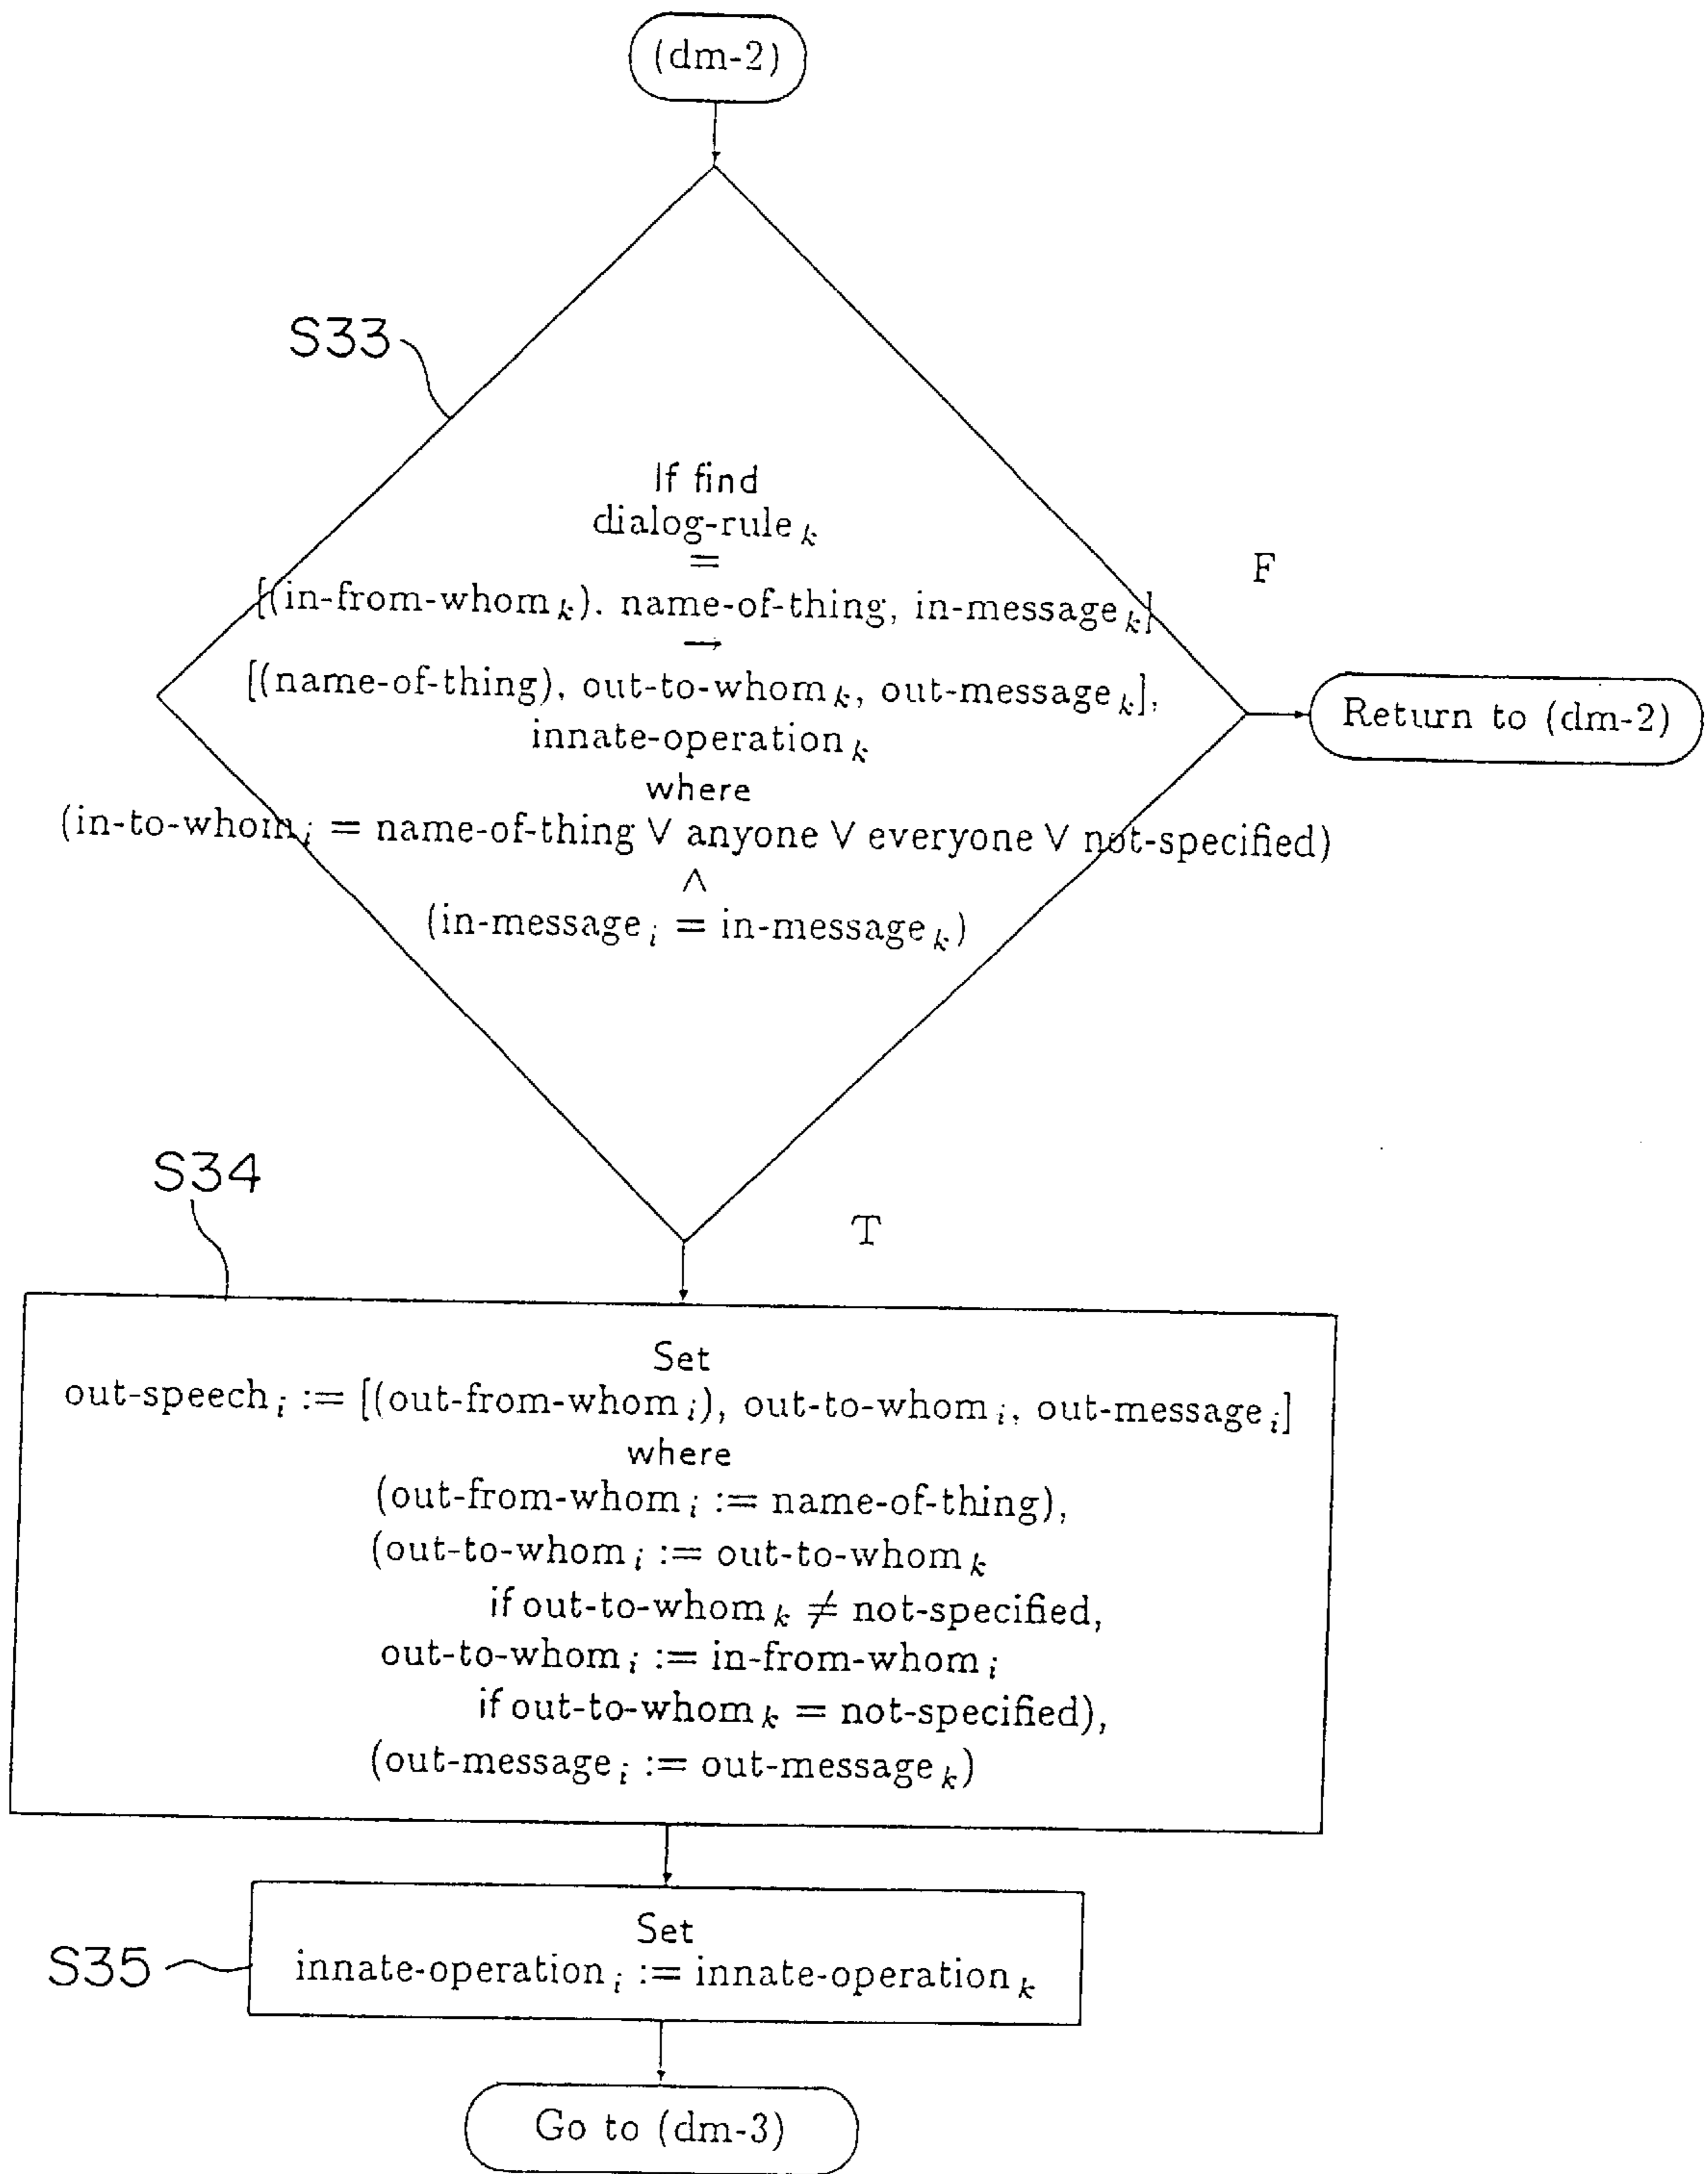 (dm-2)
S33
If find
dialog-rule k
=
[(in-from-whom k). name-of-thing, in-message k]
→
[(name-of-thing), out-to-whom k, out-message k],
innate-operation k
where
(in-to-whom i = name-of-thing ∨ anyone ∨ everyone ∨ not-specified)
∧
(in-message i = in-message k)
F
Return to (dm-2)
T
S34
Set
out-speech i := [(out-from-whom i), out-to-whom i, out-message i]
where
(out-from-whom i := name-of-thing),
(out-to-whom i := out-to-whom k
if out-to-whom k ≠ not-specified,
out-to-whom i := in-from-whom i
if out-to-whom k = not-specified),
(out-message i := out-message k)
S35
Set
innate-operation i := innate-operation k
Go to (dm-3)